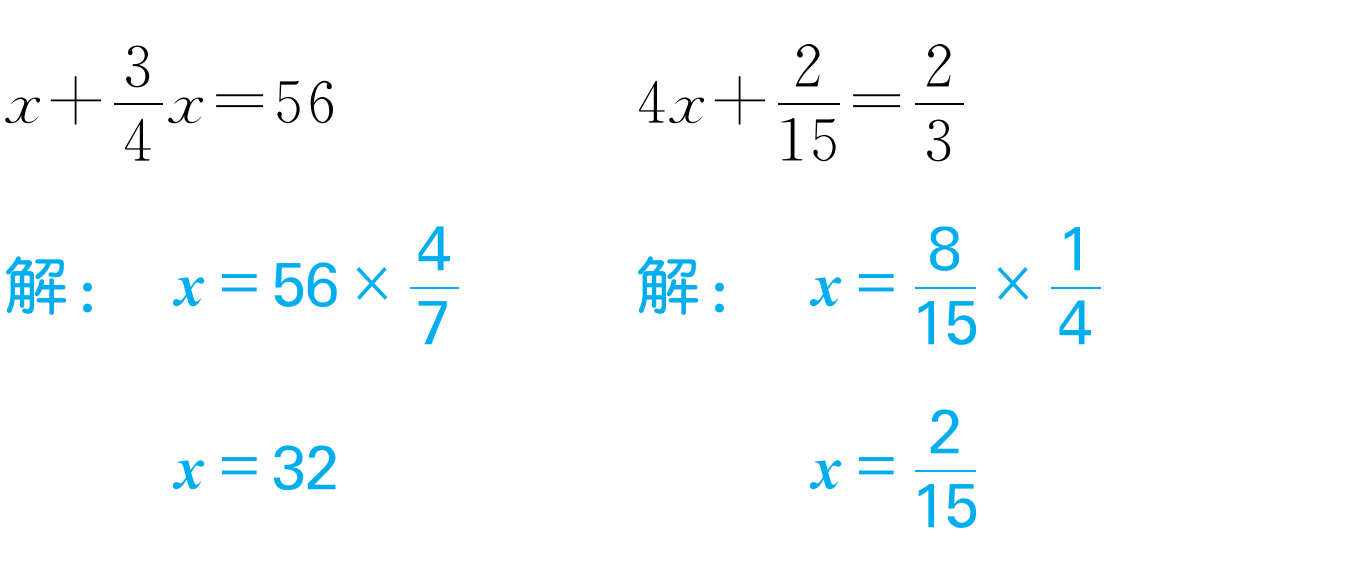 x + 3/4 x = 56
4x + 2/15 = 2/3
解： x = 56 × 4/7
解： x = 8/15 × 1/4
x = 32
x = 2/15